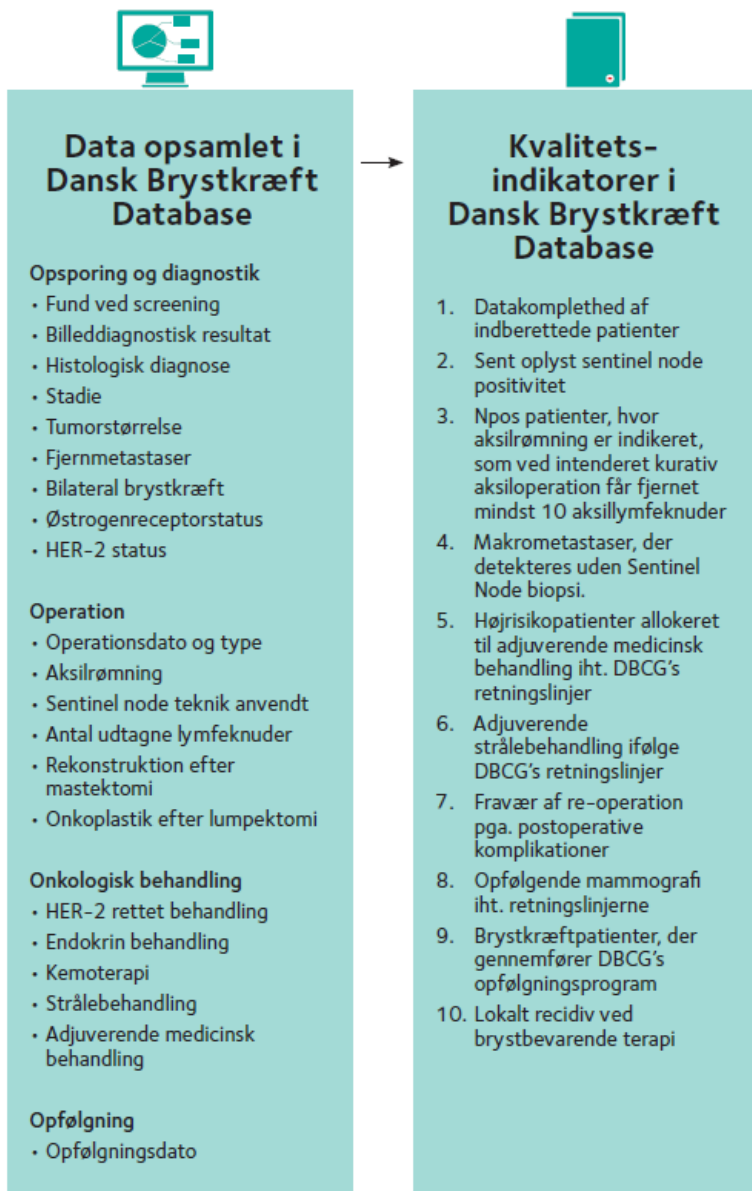 Data opsamlet i
Dansk Brystkræft
Database
Opsporing og diagnostik
• Fund ved screening
• Billeddiagnostisk resultat
• Histologisk diagnose
• Stadie
• Tumorstørrelse
• Fjernmetastaser
• Bilateral brystkræft
• Østrogenreceptorstatus
• HER-2 status
Operation
• Operationsdato og type
• Aksilrømning
• Sentinel node teknik anvendt
• Antal udtagne lymfeknuder
• Rekonstruktion efter
mastektomi
• Onkoplastik efter lumpektomi
Onkologisk behandling
• HER-2 rettet behandling
• Endokrin behandling
• Kemoterapi
• Strålebehandling
• Adjuverende medicinsk
behandling
Opfølgning
• Opfølgningsdato
Kvalitets-
indikatorer i
Dansk Brystkræft
Database
1. Datakomplethed af
indberettede patienter
2. Sent oplyst sentinel node
positivitet
3. Npos patienter, hvor
aksilrømning er indikeret,
som ved intenderet kurativ
aksiloperation får fjernet
mindst 10 aksillymfeknuder
4. Makrometastaser, der
detekteres uden Sentinel
Node biopsi.
5. Højrisikopatienter allokeret
til adjuverende medicinsk
behandling iht. DBCG's
retningslinjer
6. Adjuverende
strålebehandling ifølge
DBCG's retningslinjer
7. Fravær af re-operation
pga. postoperative
komplikationer
8. Opfølgende mammografi
iht. retningslinjerne
9. Brystkræftpatienter, der
gennemfører DBCG's
opfølgningsprogram
10. Lokalt recidiv ved
brystbevarende terapi